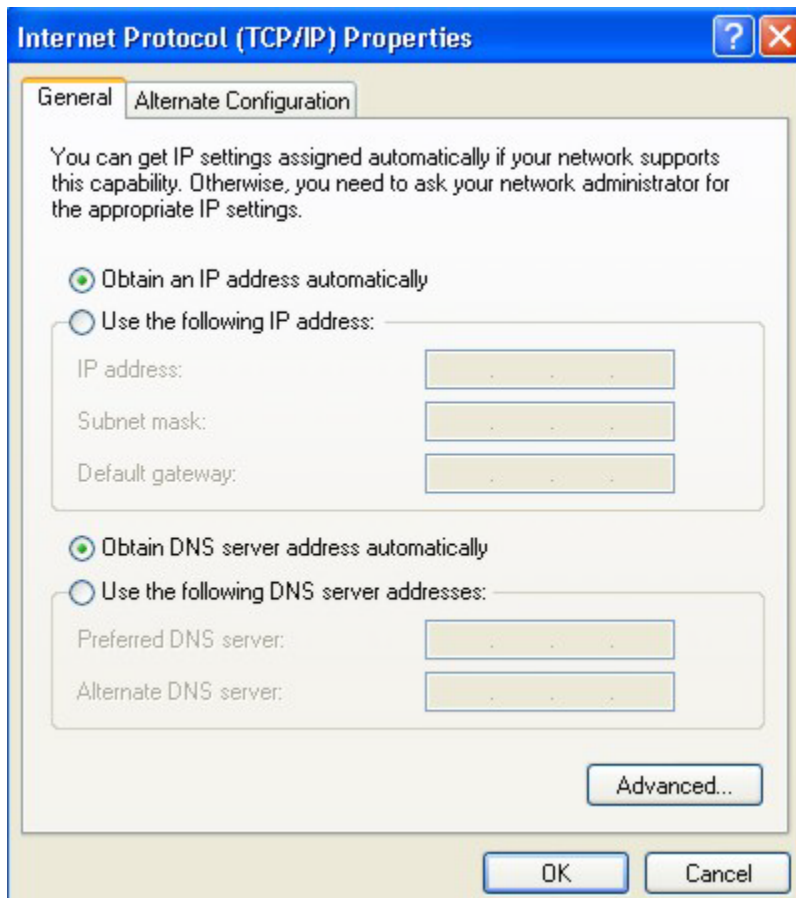 Internet Protocol (TCP/IP) Properties
General
Alternate Configuration
You can get IP settings assigned automatically if your network supports
this capability. Otherwise, you need to ask your network administrator for
the appropriate IP settings.
Obtain an IP address automatically
Use the following IP address:
IP address:
Subnet mask:
Default gateway:
Obtain DNS server address automatically
Use the following DNS server addresses:
Preferred DNS server:
Alternate DNS server:
Advanced...
OK
Cancel